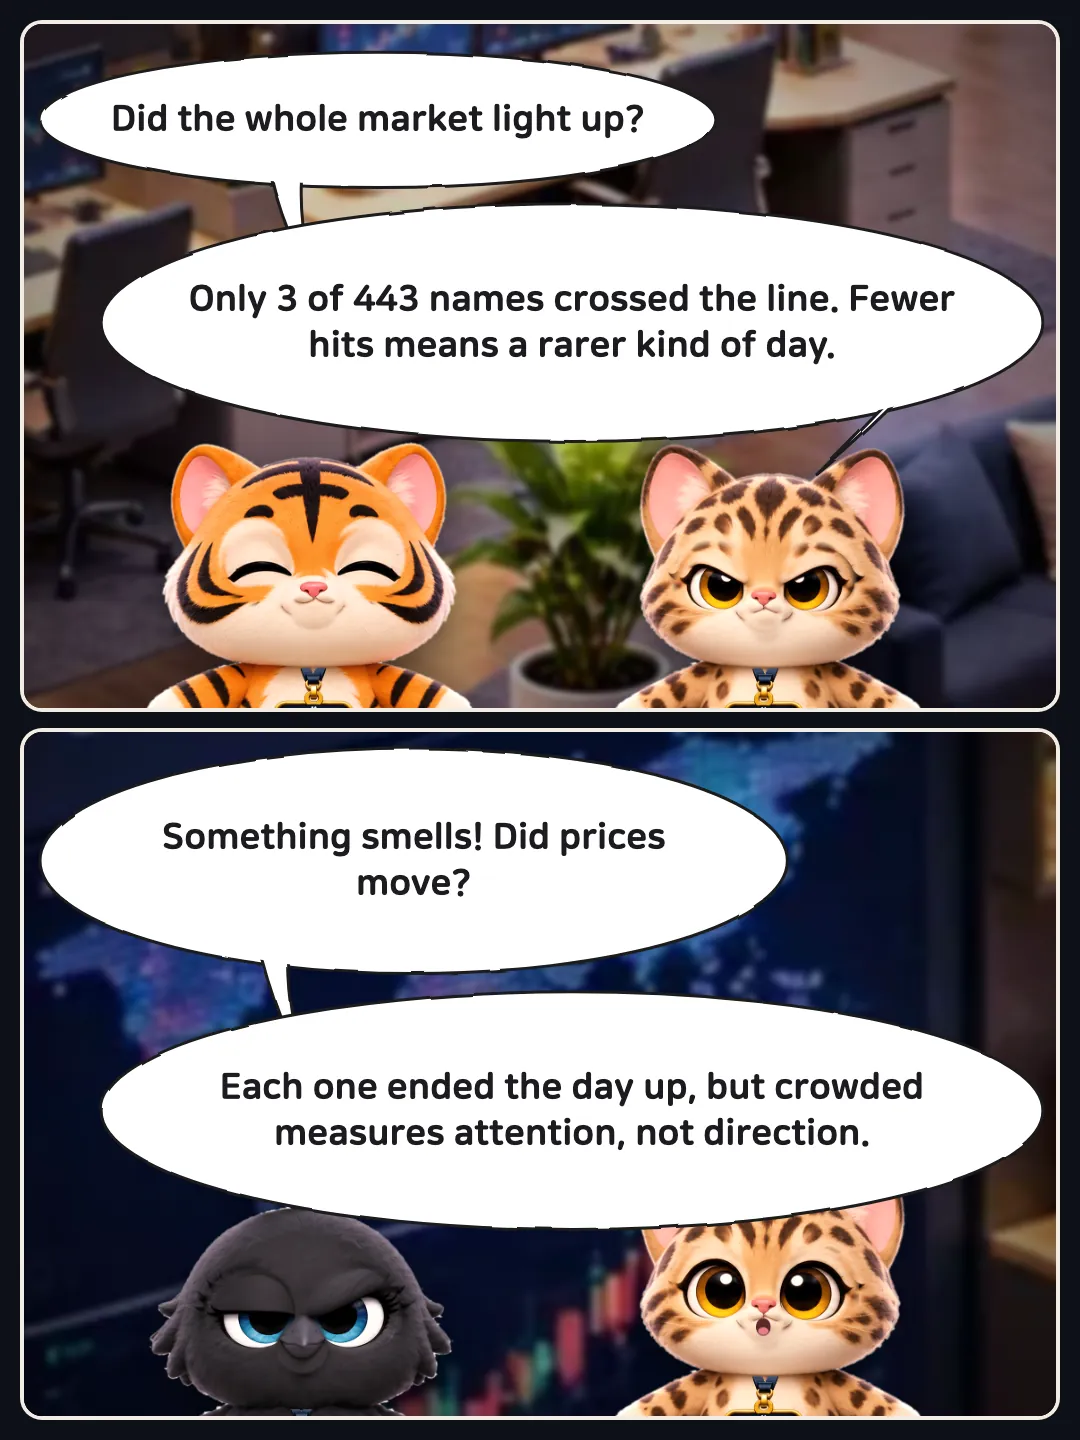 Did the whole market light up?
Only 3 of 443 names crossed the line. Fewer
hits means a rarer kind of day.
Something smells! Did prices
move?
Each one ended the day up, but crowded
measures attention, not direction.